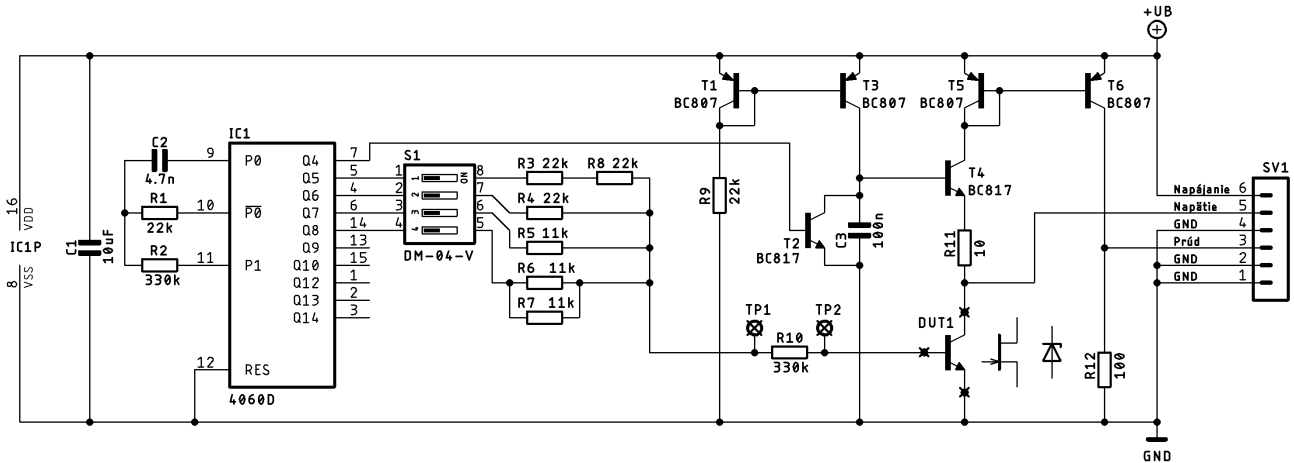 +UB
T1
BC807
T3
BC807
T5
BC807
T6
BC807
IC1
C2
4.7n
9
P0
Q4
7
S1
Q5
5
1
1
ON
8
R3 22k
R8 22k
T4
BC817
SV1
R1
22k
10
P0
Q6
4
2
2
7
R4 22k
R9
22k
Napájanie 6
Q7
6
3
3
6
R5 11k
Napätie 5
16
VDD
Q8
14
4
4
5
GND 4
IC1P
C1
10uF
R2
330k
11
P1
Q9
13
DM-04-V
T2
BC817
C3
100n
R11
10
Prúd 3
Q10
15
R6 11k
GND 2
8
VSS
Q12
1
GND 1
Q13
2
R7 11k
Q14
3
TP1
TP2
DUT1
R10
330k
R12
100
12
RES
4060D
GND